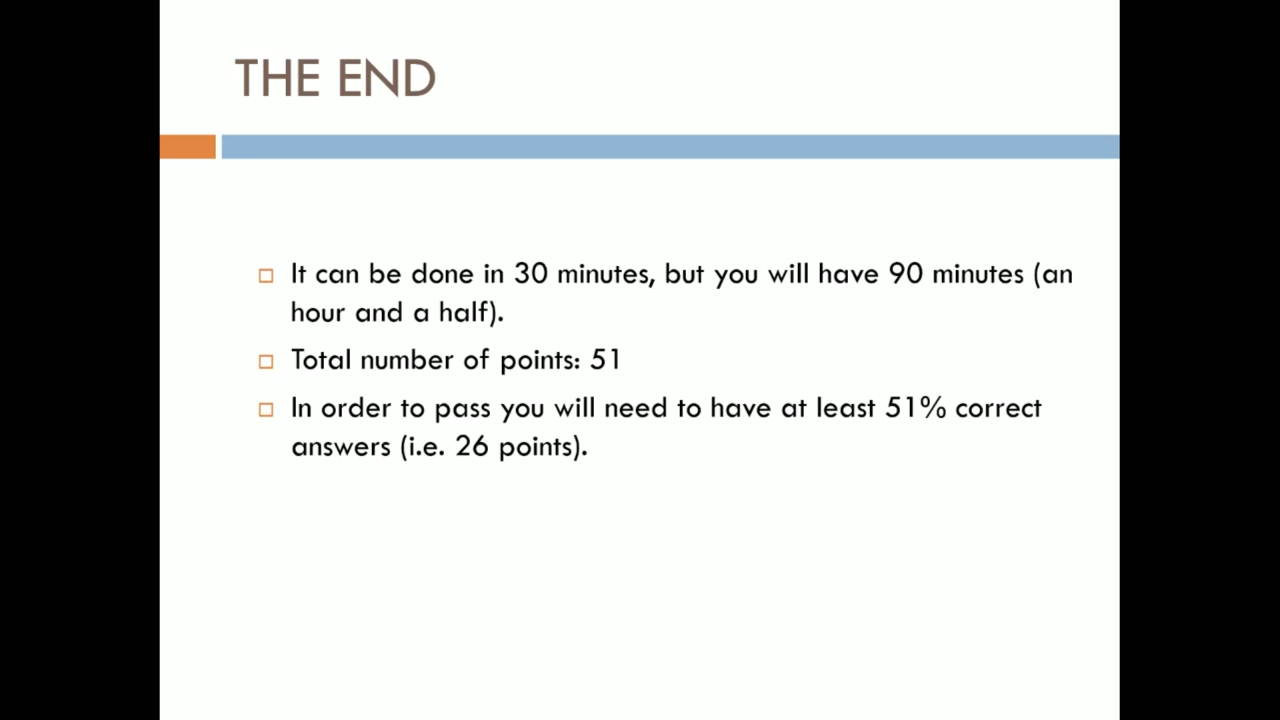 THE END
It can be done in 30 minutes, but you will have 90 minutes (an
hour and a half).
Total number of points: 51
In order to pass you will need to have at least 51% correct
answers (i.e. 26 points).